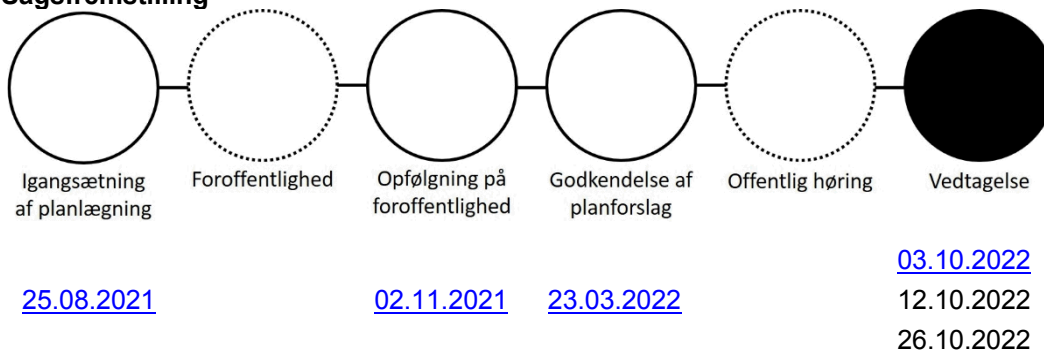 Sagsfremstilling
Igangsætning
af planlægning
Foroffentlighed
Opfølgning på
foroffentlighed
Godkendelse af
planforslag
Offentlig høring
Vedtagelse
25.08.2021
02.11.2021
23.03.2022
03.10.2022
12.10.2022
26.10.2022